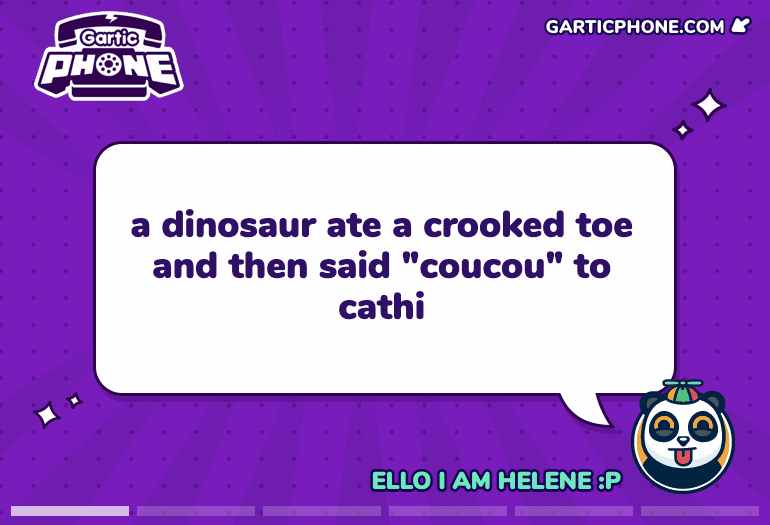 Gartic
PHONE
GARTICPHONE.COM
a dinosaur ate a crooked toe
and then said "coucou" to
cathi
ELLO I AM HELENE :P